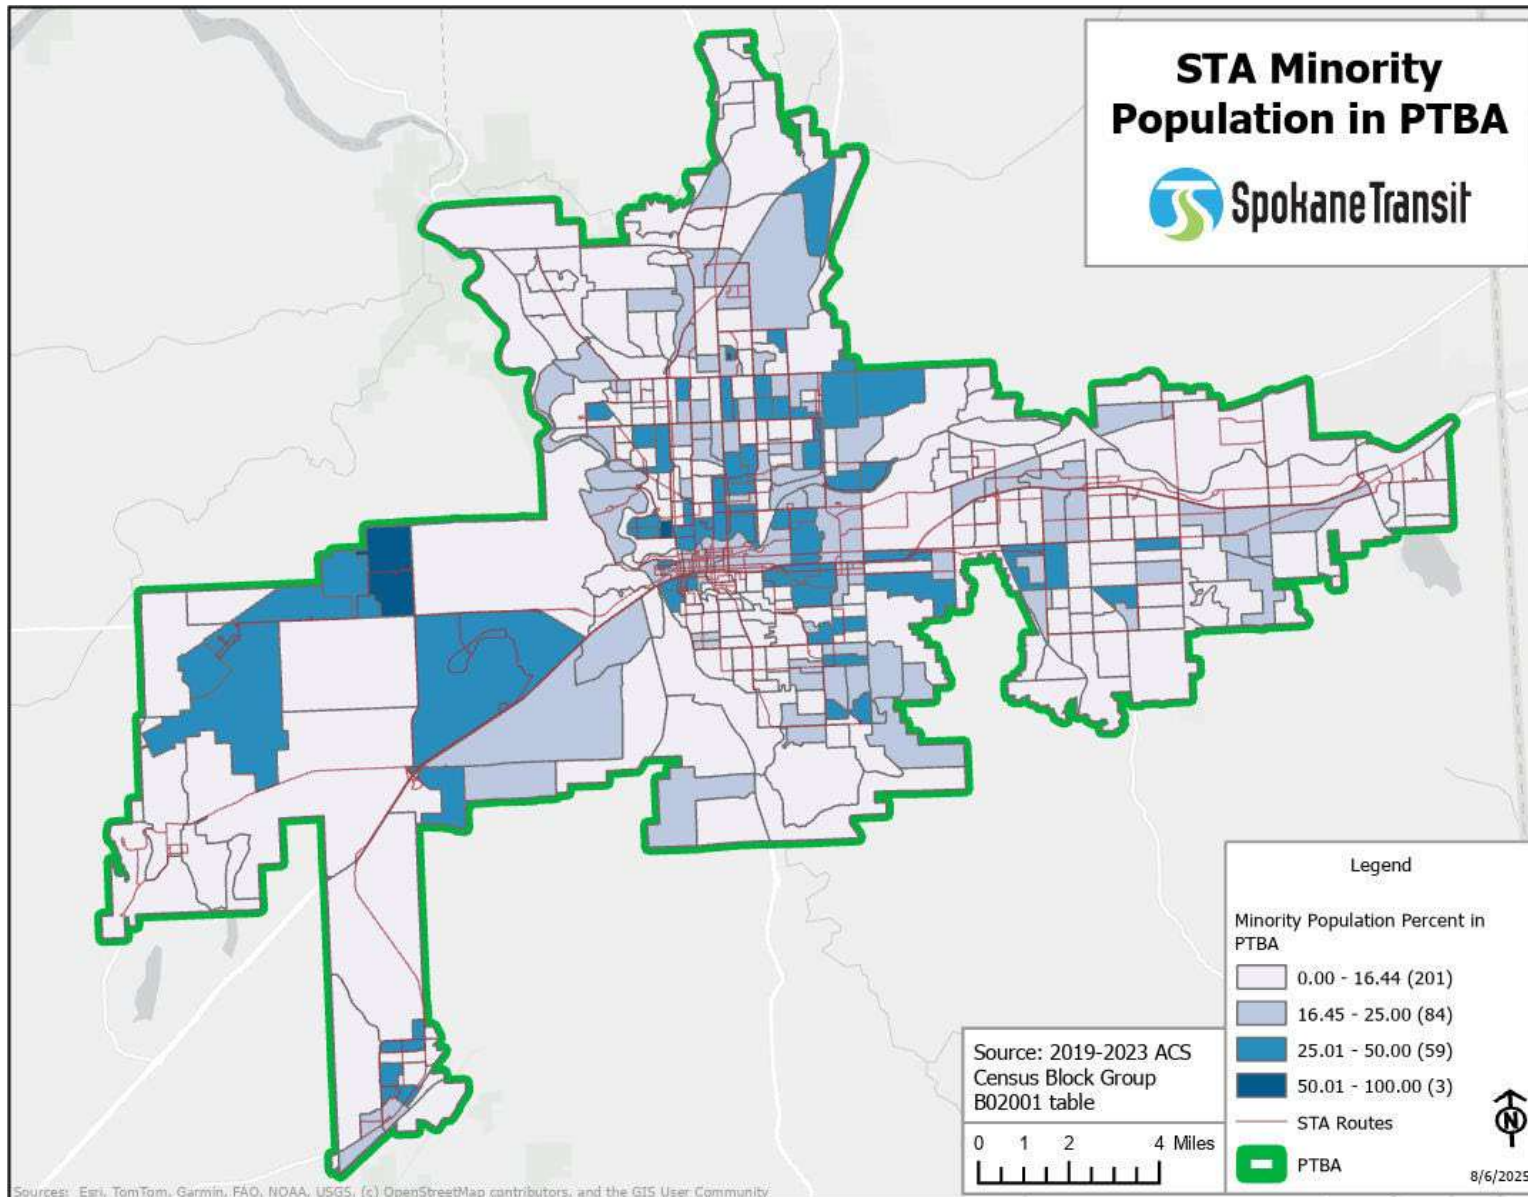 STA Minority
Population in PTBA
Spokane Transit
Legend
Minority Population Percent in
PTBA
0.00 - 16.44 (201)
16.45 - 25.00 (84)
25.01 - 50.00 (59)
50.01 - 100.00 (3)
STA Routes
PTBA
N
8/6/2025
Source: 2019-2023 ACS
Census Block Group
B02001 table
0 1 2 4 Miles
Sources: Esri, TomTom, Garmin, FAO, NOAA, USGS, (c) OpenStreetMap contributors, and the GIS User Community